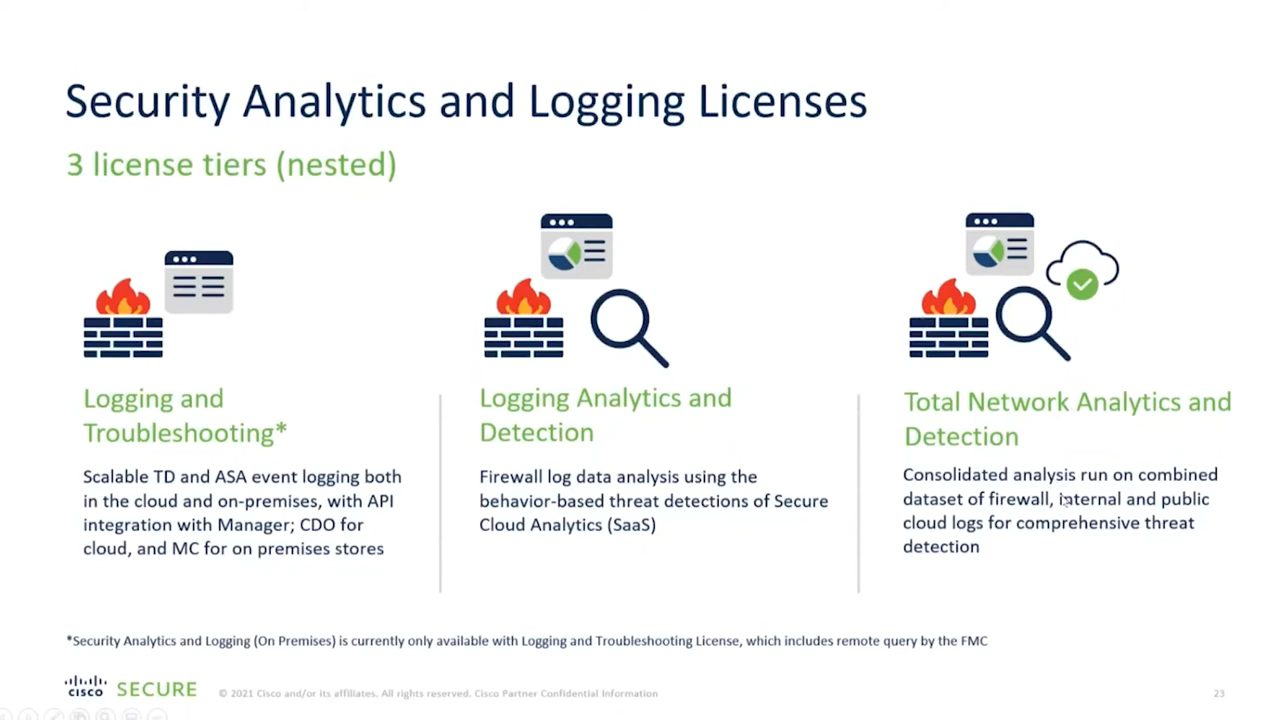 Security Analytics and Logging Licenses
3 license tiers (nested)
Logging and
Troubleshooting*
Scalable TD and ASA event logging both
in the cloud and on-premises, with API
integration with Manager; CDO for
cloud, and MC for on premises stores
Logging Analytics and
Detection
Firewall log data analysis using the
behavior-based threat detections of Secure
Cloud Analytics (SaaS)
Total Network Analytics and
Detection
Consolidated analysis run on combined
dataset of firewall, internal and public
cloud logs for comprehensive threat
detection
*Security Analytics and Logging (On Premises) is currently only available with Logging and Troubleshooting License, which includes remote query by the FMC
CISCO SECURE © 2021 Cisco and/or its affiliates. All rights reserved. Cisco Partner Confidential Information 23